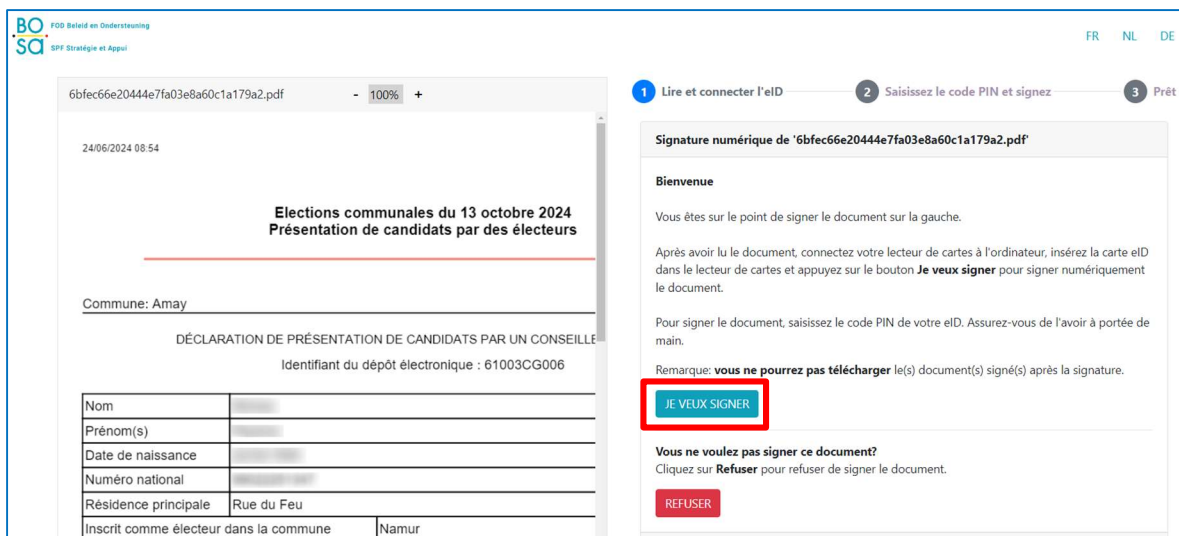 BOSA
FOD Beleid en Ondersteuning
SPF Stratégie et Appui
FR NL DE
6bfec66e20444e7fa03e8a60c1a179a2.pdf - 100% +
24/06/2024 08:54
Elections communales du 13 octobre 2024
Présentation de candidats par des électeurs
Commune: Amay
DÉCLARATION DE PRÉSENTATION DE CANDIDATS PAR UN CONSEILLE
Identifiant du dépôt électronique : 61003CG006
Nom
Prénom(s)
Date de naissance
Numéro national
Résidence principale Rue du Feu
Inscrit comme électeur dans la commune Namur
1 Lire et connecter l'eID 2 Saisissez le code PIN et signez 3 Prêt
Signature numérique de '6bfec66e20444e7fa03e8a60c1a179a2.pdf'
Bienvenue
Vous êtes sur le point de signer le document sur la gauche.
Après avoir lu le document, connectez votre lecteur de cartes à l'ordinateur, insérez la carte eID
dans le lecteur de cartes et appuyez sur le bouton Je veux signer pour signer numériquement
le document.
Pour signer le document, saisissez le code PIN de votre eID. Assurez-vous de l'avoir à portée de
main.
Remarque: vous ne pourrez pas télécharger le(s) document(s) signé(s) après la signature.
JE VEUX SIGNER
Vous ne voulez pas signer ce document?
Cliquez sur Refuser pour refuser de signer le document.
REFUSER